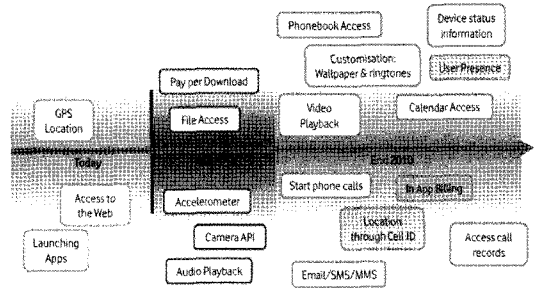 Phonebook Access
Device status
information
Customisation:
Wallpaper & ringtones
User Presence
Pay per Download
GPS
Location
File Access
Video
Playback
Calendar Access
Today
End 2010
Start phone calls
In App Billing
Access to
the Web
Accelerometer
Location
through Cell ID
Launching
Apps
Camera API
Access call
records
Audio Playback
Email/SMS/MMS